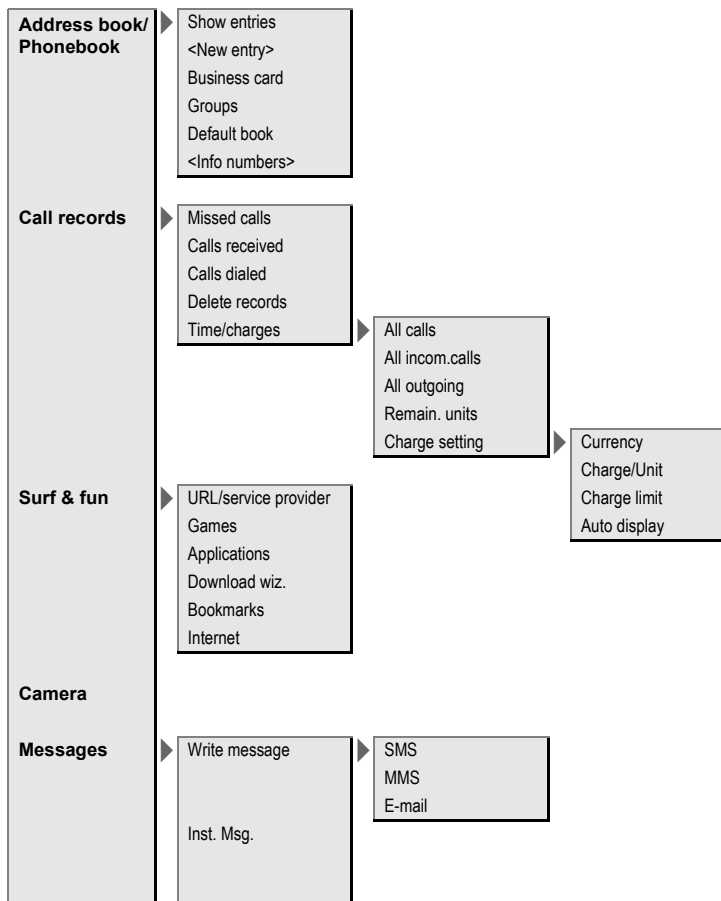 Address book/
Phonebook
Show entries
<New entry>
Business card
Groups
Default book
<Info numbers>
Call records
Missed calls
Calls received
Calls dialed
Delete records
Time/charges
All calls
All incom.calls
All outgoing
Remain. units
Charge setting
Currency
Charge/Unit
Charge limit
Auto display
Surf & fun
URL/service provider
Games
Applications
Download wiz.
Bookmarks
Internet
Camera
Messages
Write message
SMS
MMS
E-mail
Inst. Msg.